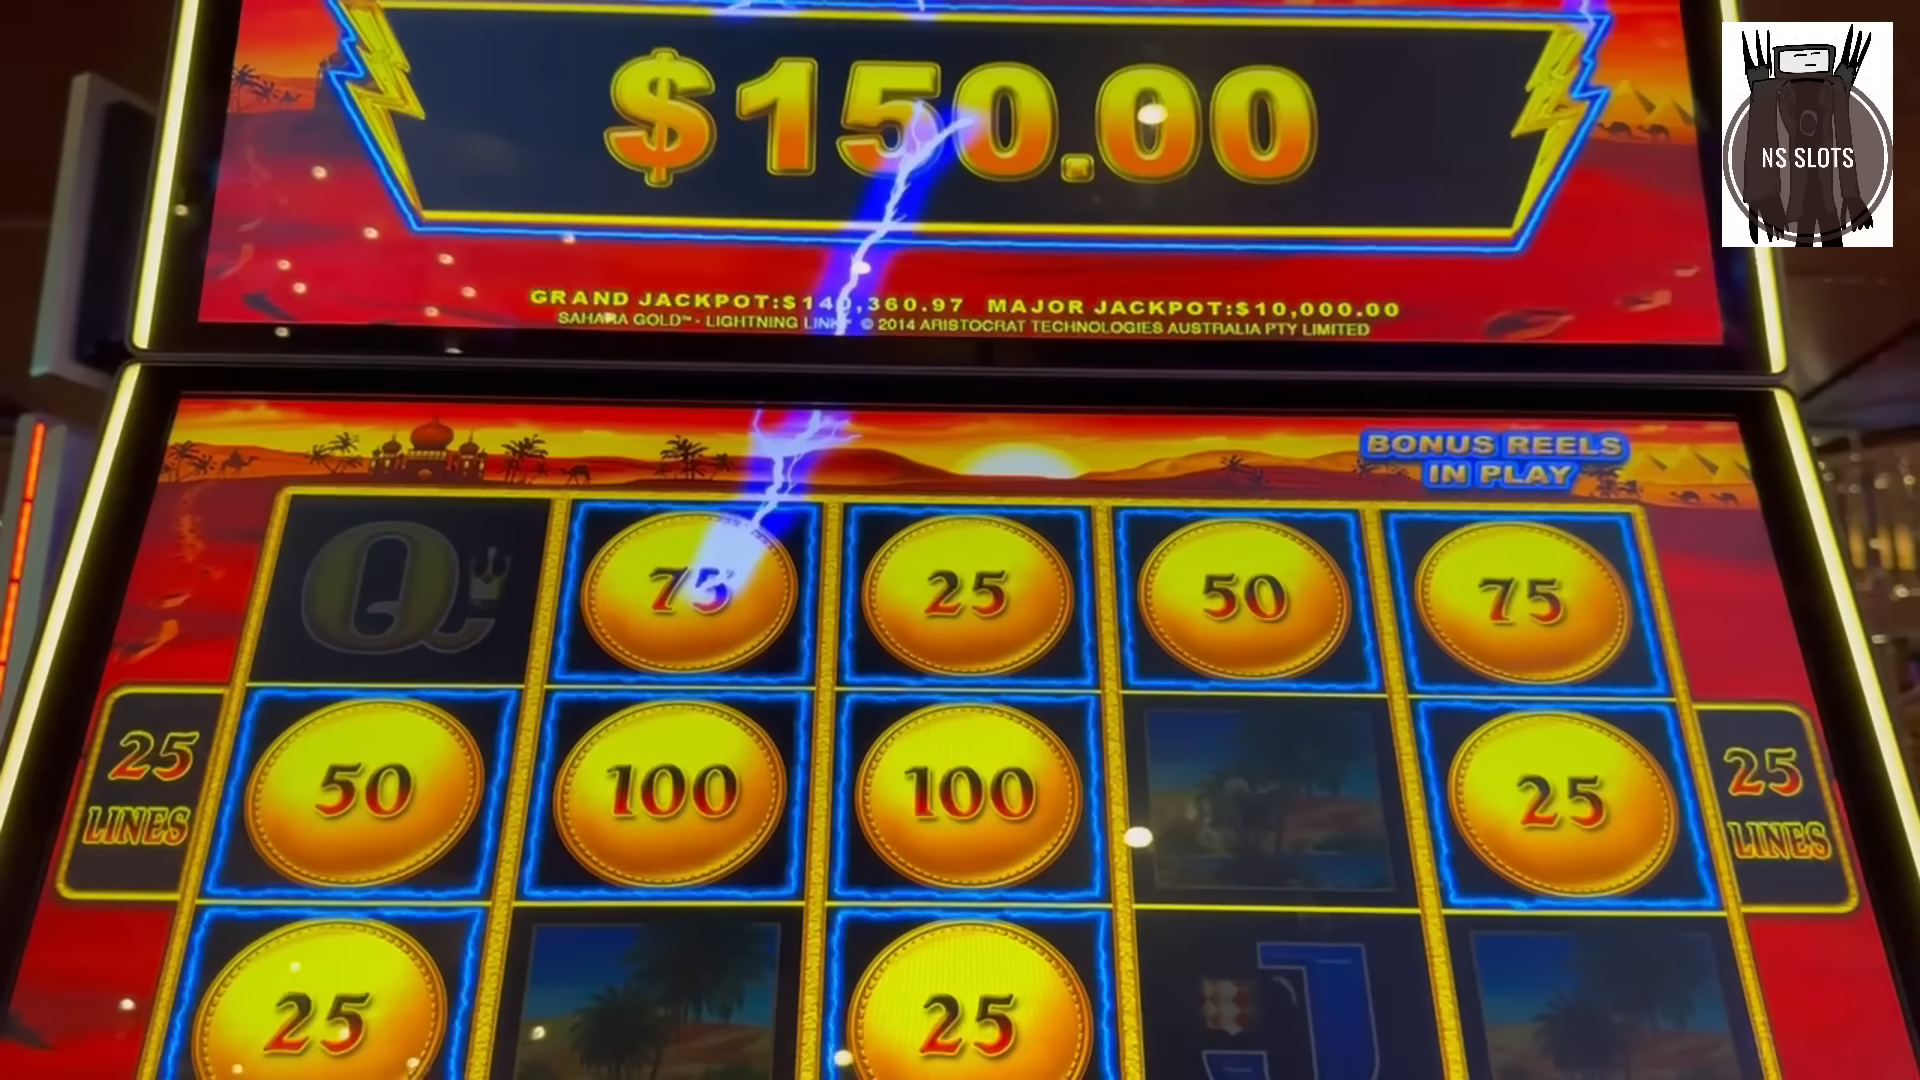 $150.00
NS SLOTS
GRAND JACKPOT:$140,360.97 MAJOR JACKPOT:$10,000.00
SAHARA GOLD™ - LIGHTNING LINK™ © 2014 ARISTOCRAT TECHNOLOGIES AUSTRALIA PTY LIMITED
BONUS REELS
IN PLAY
Q 75 25 50 75
25 LINES
50 100 100 25
25 LINES
25 25 J